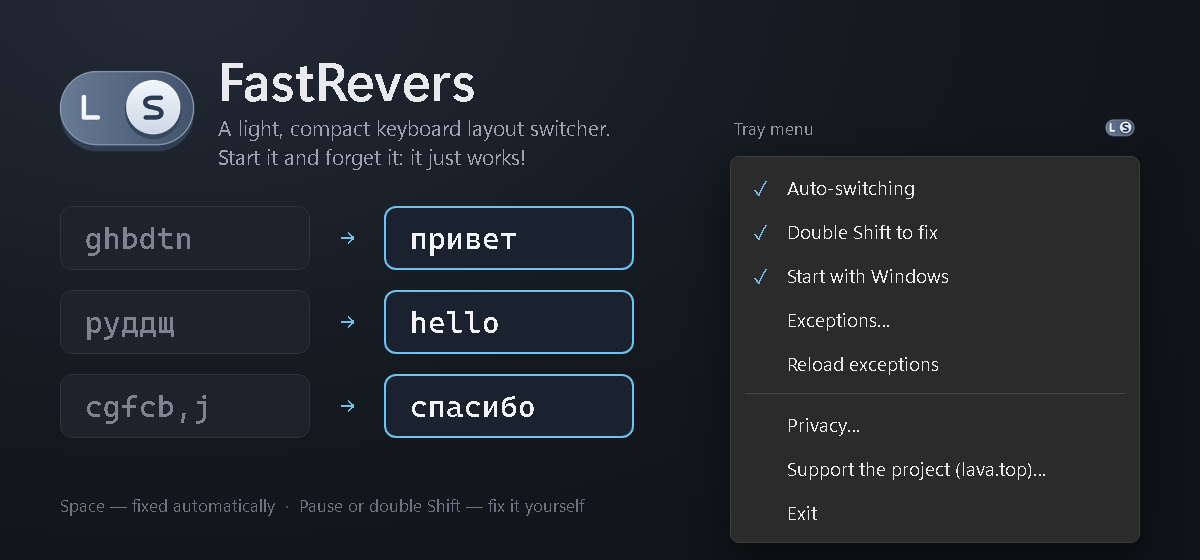 L S
FastRevers
A light, compact keyboard layout switcher.
Start it and forget it: it just works!
ghbdtn → привет
руддщ → hello
cgfcb,j → спасибо
Space — fixed automatically · Pause or double Shift — fix it yourself
Tray menu
L S
✓ Auto-switching
✓ Double Shift to fix
✓ Start with Windows
Exceptions...
Reload exceptions
Privacy...
Support the project (lava.top)...
Exit